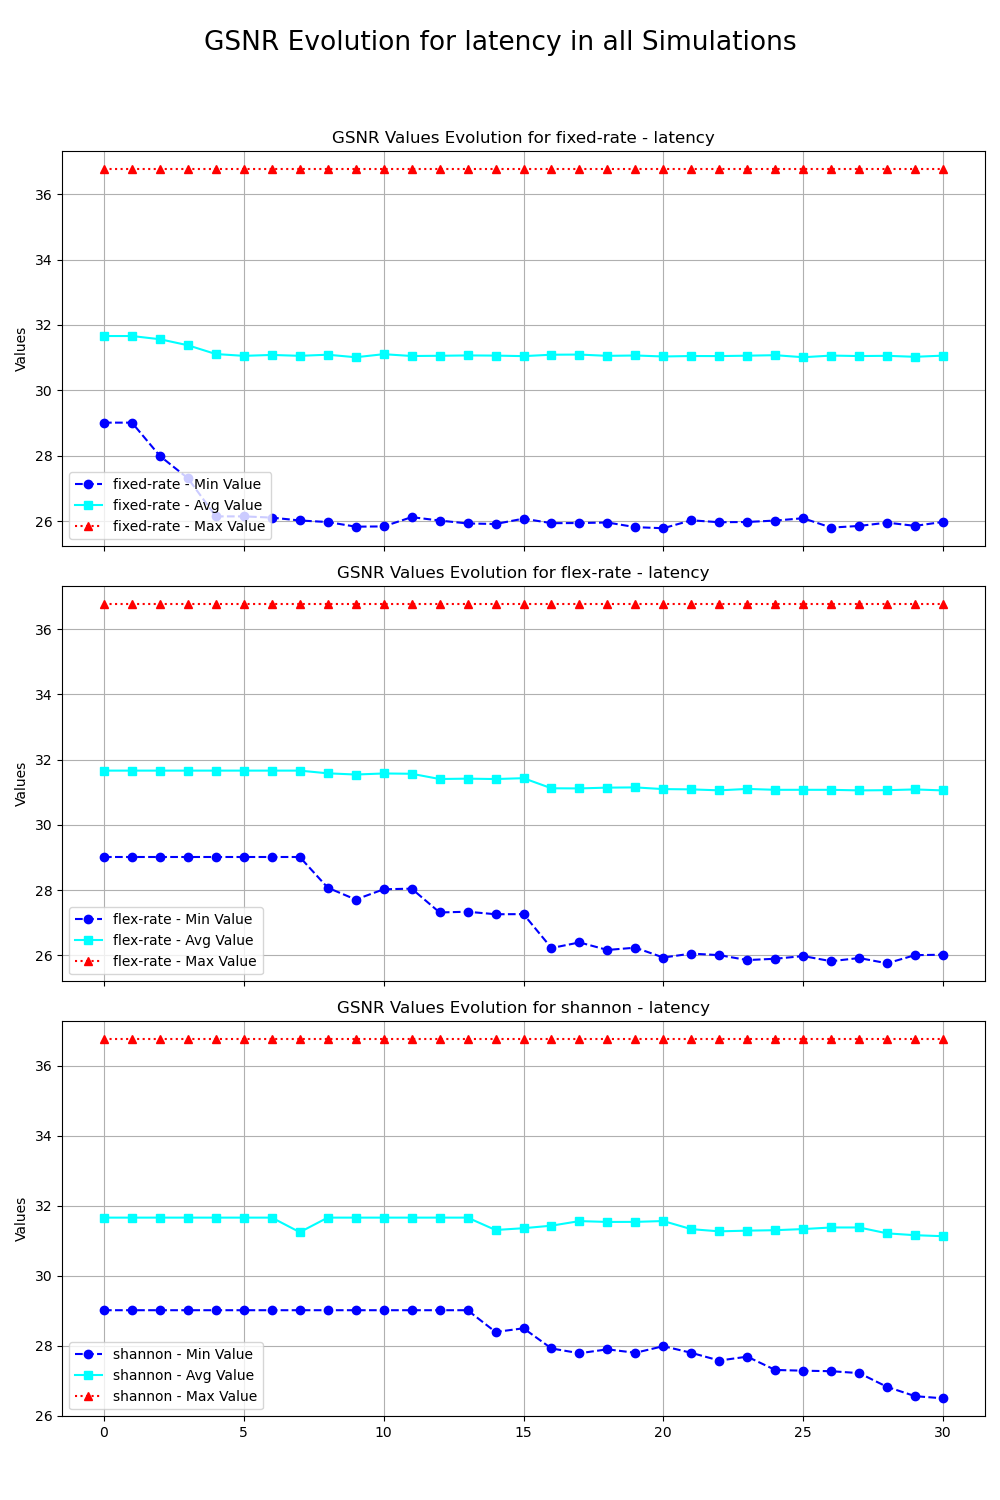 GSNR Evolution for latency in all Simulations
GSNR Values Evolution for fixed-rate - latency
36
34
32
30
28
26
Values
fixed-rate - Min Value
fixed-rate - Avg Value
fixed-rate - Max Value
GSNR Values Evolution for flex-rate - latency
36
34
32
30
28
26
Values
flex-rate - Min Value
flex-rate - Avg Value
flex-rate - Max Value
GSNR Values Evolution for shannon - latency
36
34
32
30
28
26
Values
shannon - Min Value
shannon - Avg Value
shannon - Max Value
0 5 10 15 20 25 30